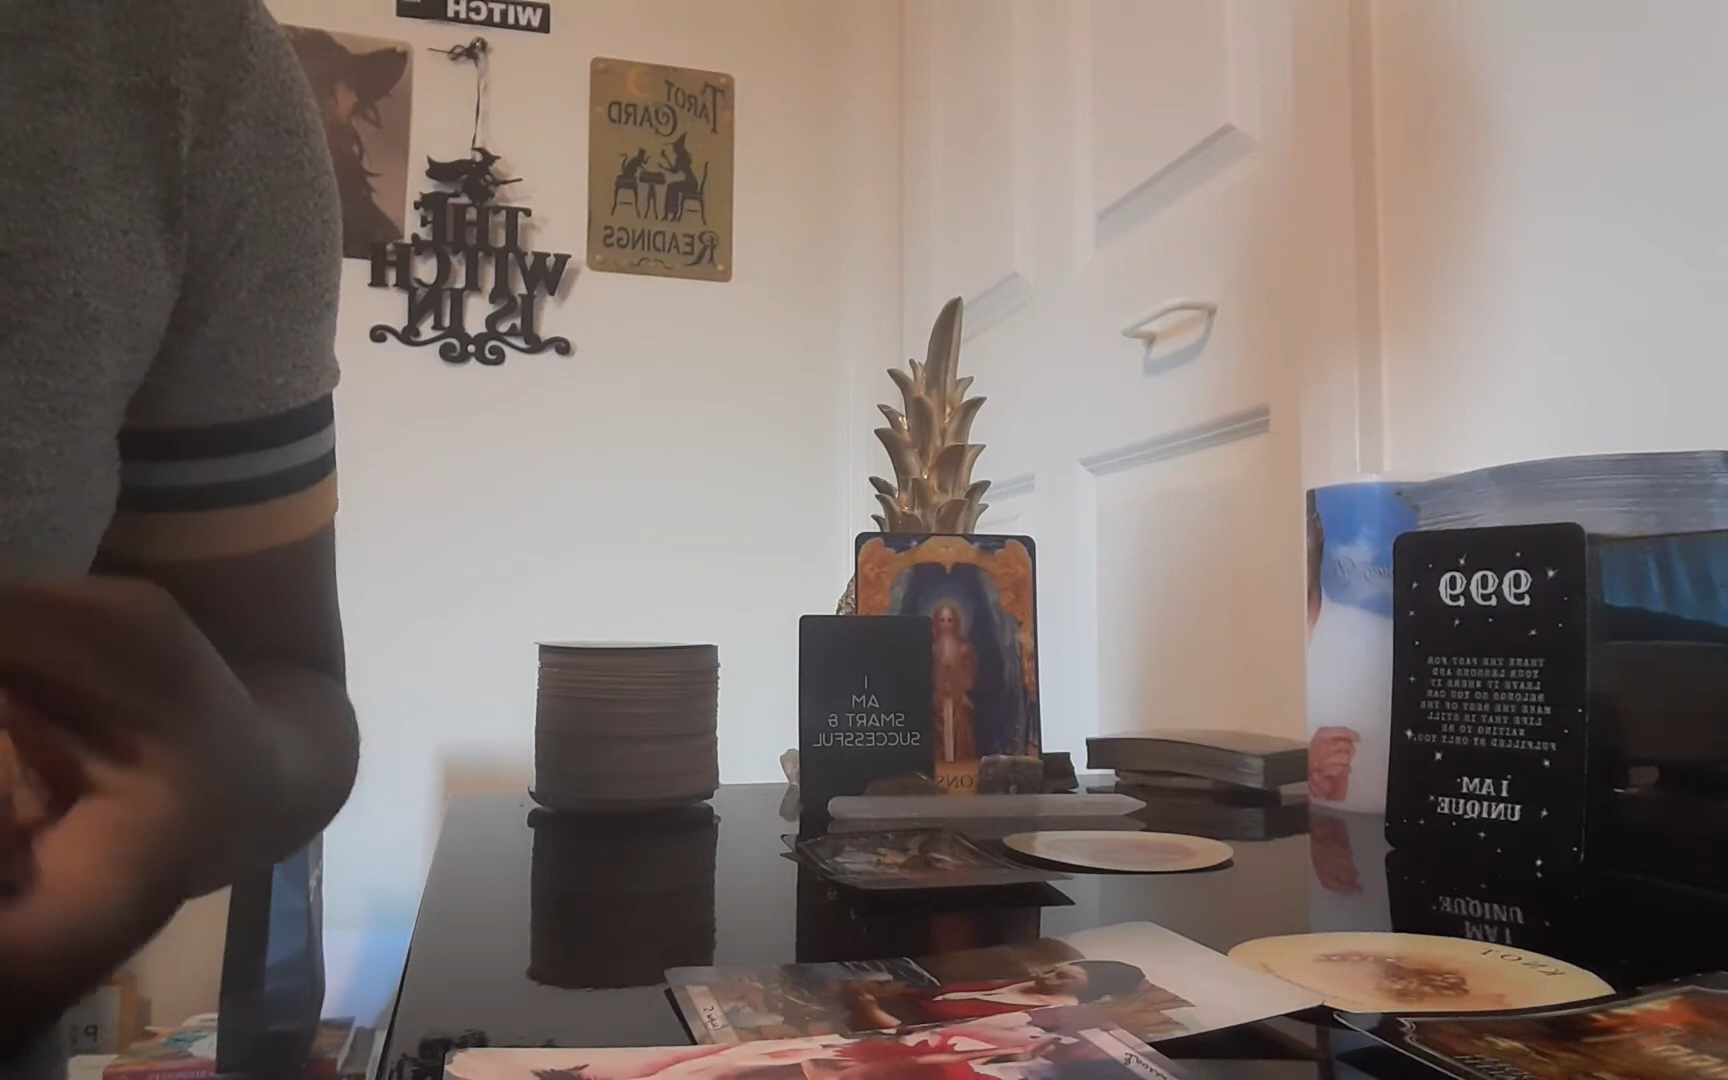 WITCH
THE
WITCH
IS IN
TAROT
CARD
READINGS
I
AM
SMART &
SUCCESSFUL
999
THANK THE PAST FOR
YOUR LESSONS AND
LEAVE IT WHERE IT
BELONGS SO YOU CAN
MAKE THE BEST OF THE
LIFE THAT IS STILL
WAITING TO BE
FULFILLED BY ONLY YOU.
I AM
UNIQUE
KNOT